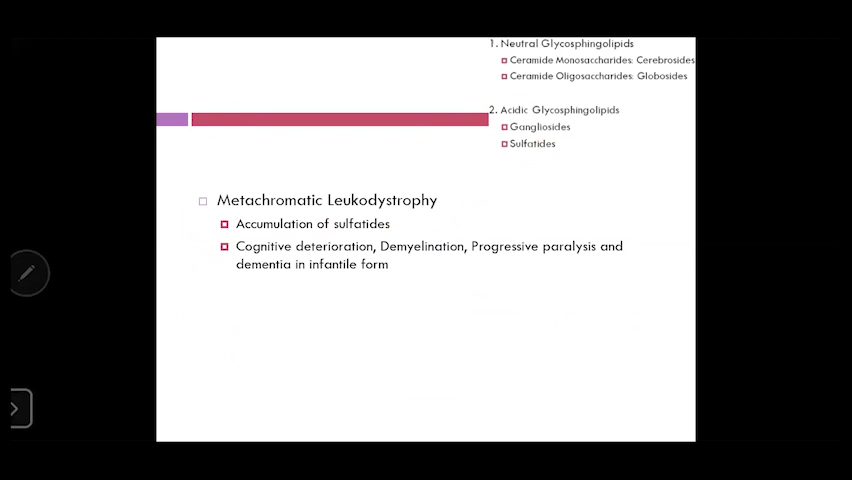 1. Neutral Glycosphingolipids
Ceramide Monosaccharides: Cerebrosides
Ceramide Oligosaccharides: Globosides
2. Acidic Glycosphingolipids
Gangliosides
Sulfatides
Metachromatic Leukodystrophy
Accumulation of sulfatides
Cognitive deterioration, Demyelination, Progressive paralysis and
dementia in infantile form